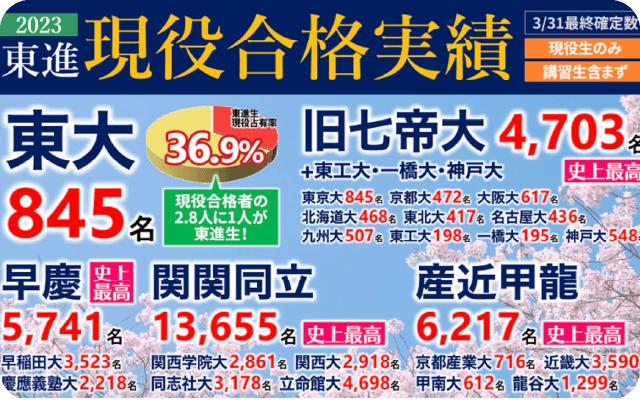 2023
東進
現役合格実績
3/31最終確定数
現役生のみ
講習生含まず
東大
845名
東進生
現役占有率
36.9%
現役合格者の
2.8人に1人が
東進生!
旧七帝大 4,703名
+東工大・一橋大・神戸大
史上最高
東京大845名 京都大472名 大阪大617名
北海道大468名 東北大417名 名古屋大436名
九州大507名 東工大198名 一橋大195名 神戸大548名
早慶
史上最高
5,741名
早稲田大3,523名
慶應義塾大2,218名
関関同立
13,655名
史上最高
関西学院大2,861名 関西大2,918名
同志社大3,178名 立命館大4,698名
産近甲龍
6,217名
史上最高
京都産業大716名 近畿大3,590
甲南大612名 龍谷大1,299名